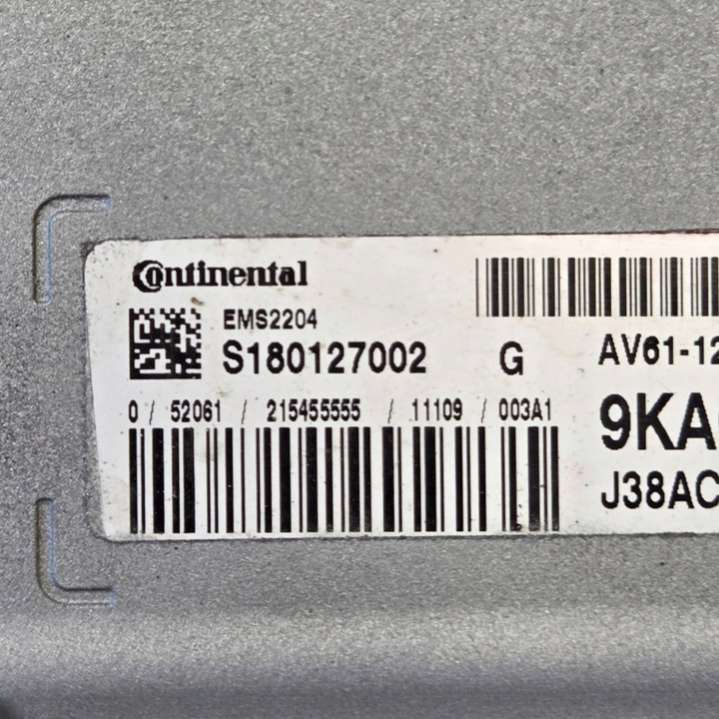 Continental
EMS2204
S180127002 G
0 / 52061 / 215455555 / 11109 / 003A1
AV61-12
9KA
J38AC